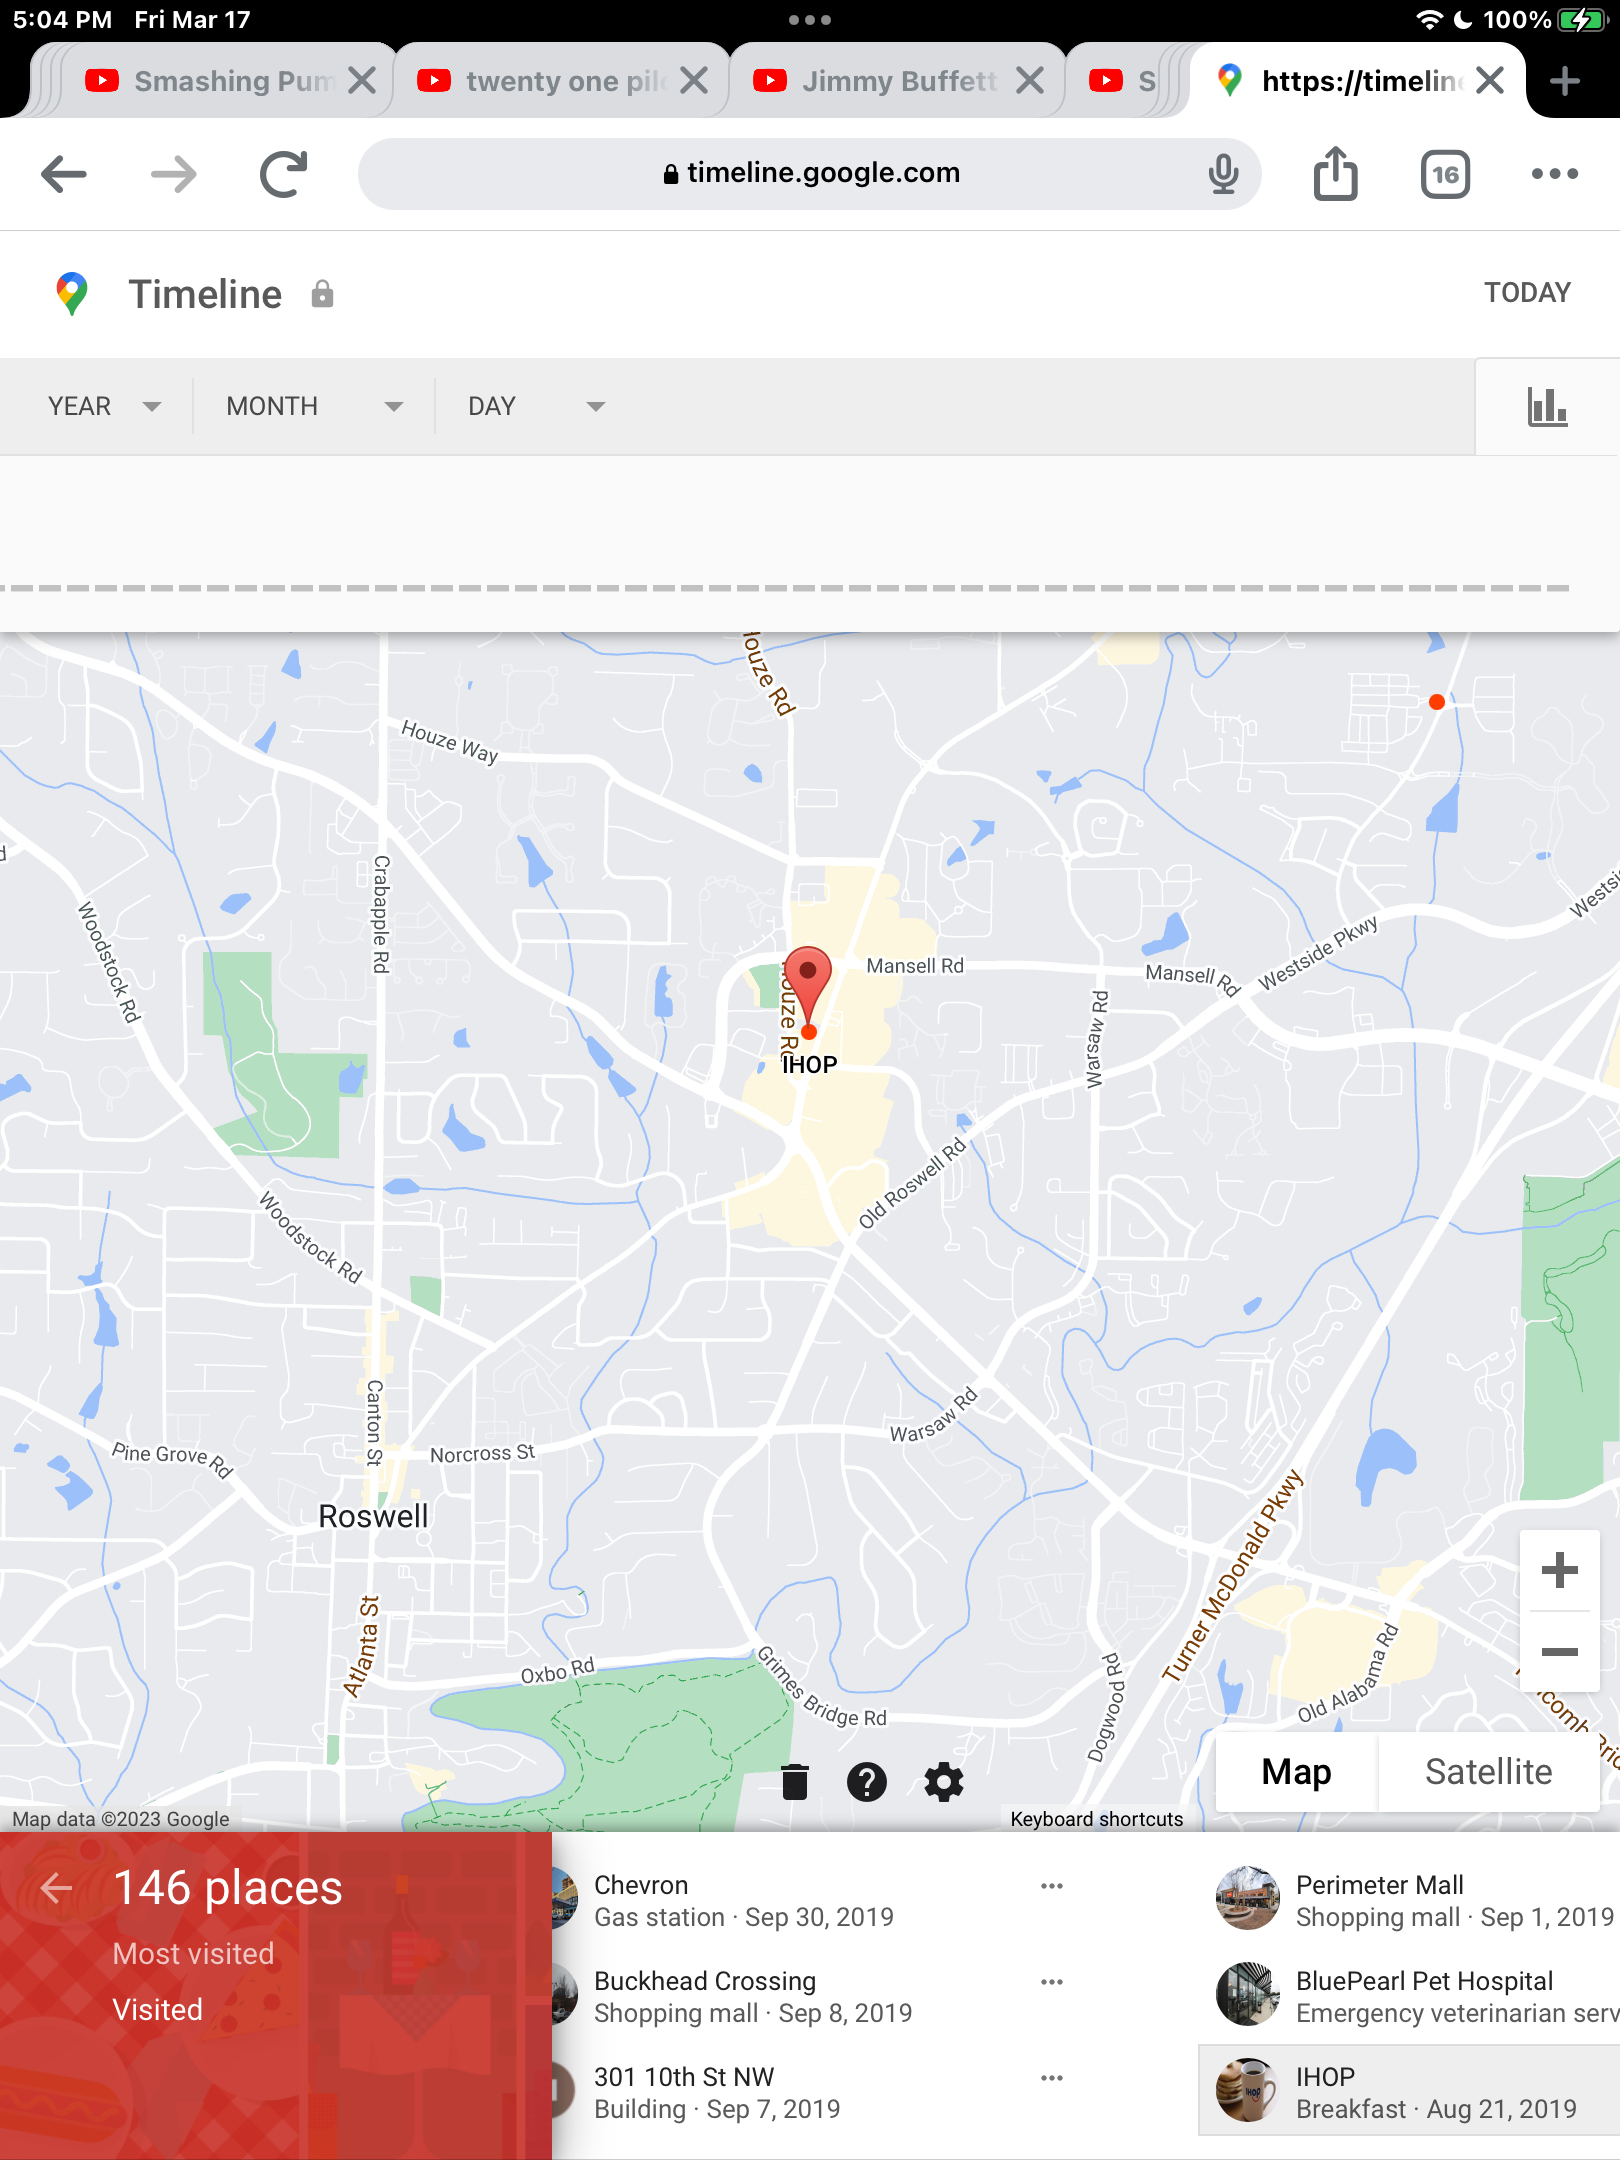 5:04 PM Fri Mar 17
100%
Smashing Pum
twenty one pilo
Jimmy Buffett
S
https://timeline
timeline.google.com
16
Timeline
TODAY
YEAR
MONTH
DAY
Houze Rd
Houze Way
Crabapple Rd
Woodstock Rd
Mansell Rd
Mansell Rd
Westside Pkwy
Houze Rd
IHOP
Warsaw Rd
Old Roswell Rd
Woodstock Rd
Canton St
Warsaw Rd
Pine Grove Rd
Norcross St
Roswell
Turner McDonald Pkwy
Atlanta St
Oxbo Rd
Grimes Bridge Rd
Dogwood Rd
Old Alabama Rd
Map
Satellite
Map data ©2023 Google
Keyboard shortcuts
146 places
Most visited
Visited
Chevron
Gas station · Sep 30, 2019
Buckhead Crossing
Shopping mall · Sep 8, 2019
301 10th St NW
Building · Sep 7, 2019
Perimeter Mall
Shopping mall · Sep 1, 2019
BluePearl Pet Hospital
Emergency veterinarian serv
IHOP
Breakfast · Aug 21, 2019